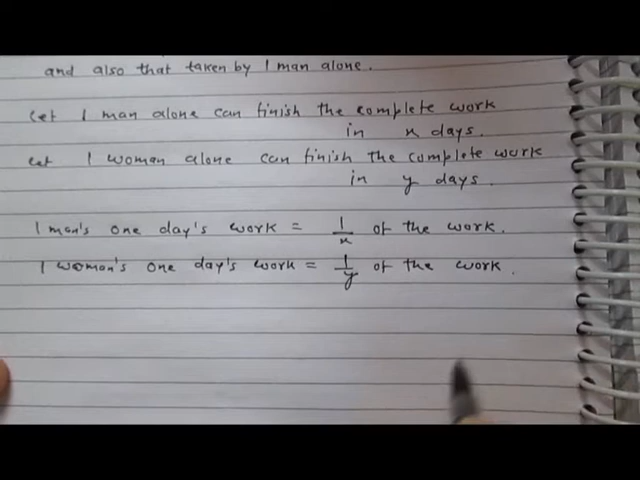 and also that taken by 1 man alone.
Let 1 man alone can finish the complete work
in x days.
Let 1 woman alone can finish the complete work
in y days.
1 man's one day's work = 1/x of the work.
1 woman's one day's work = 1/y of the work.